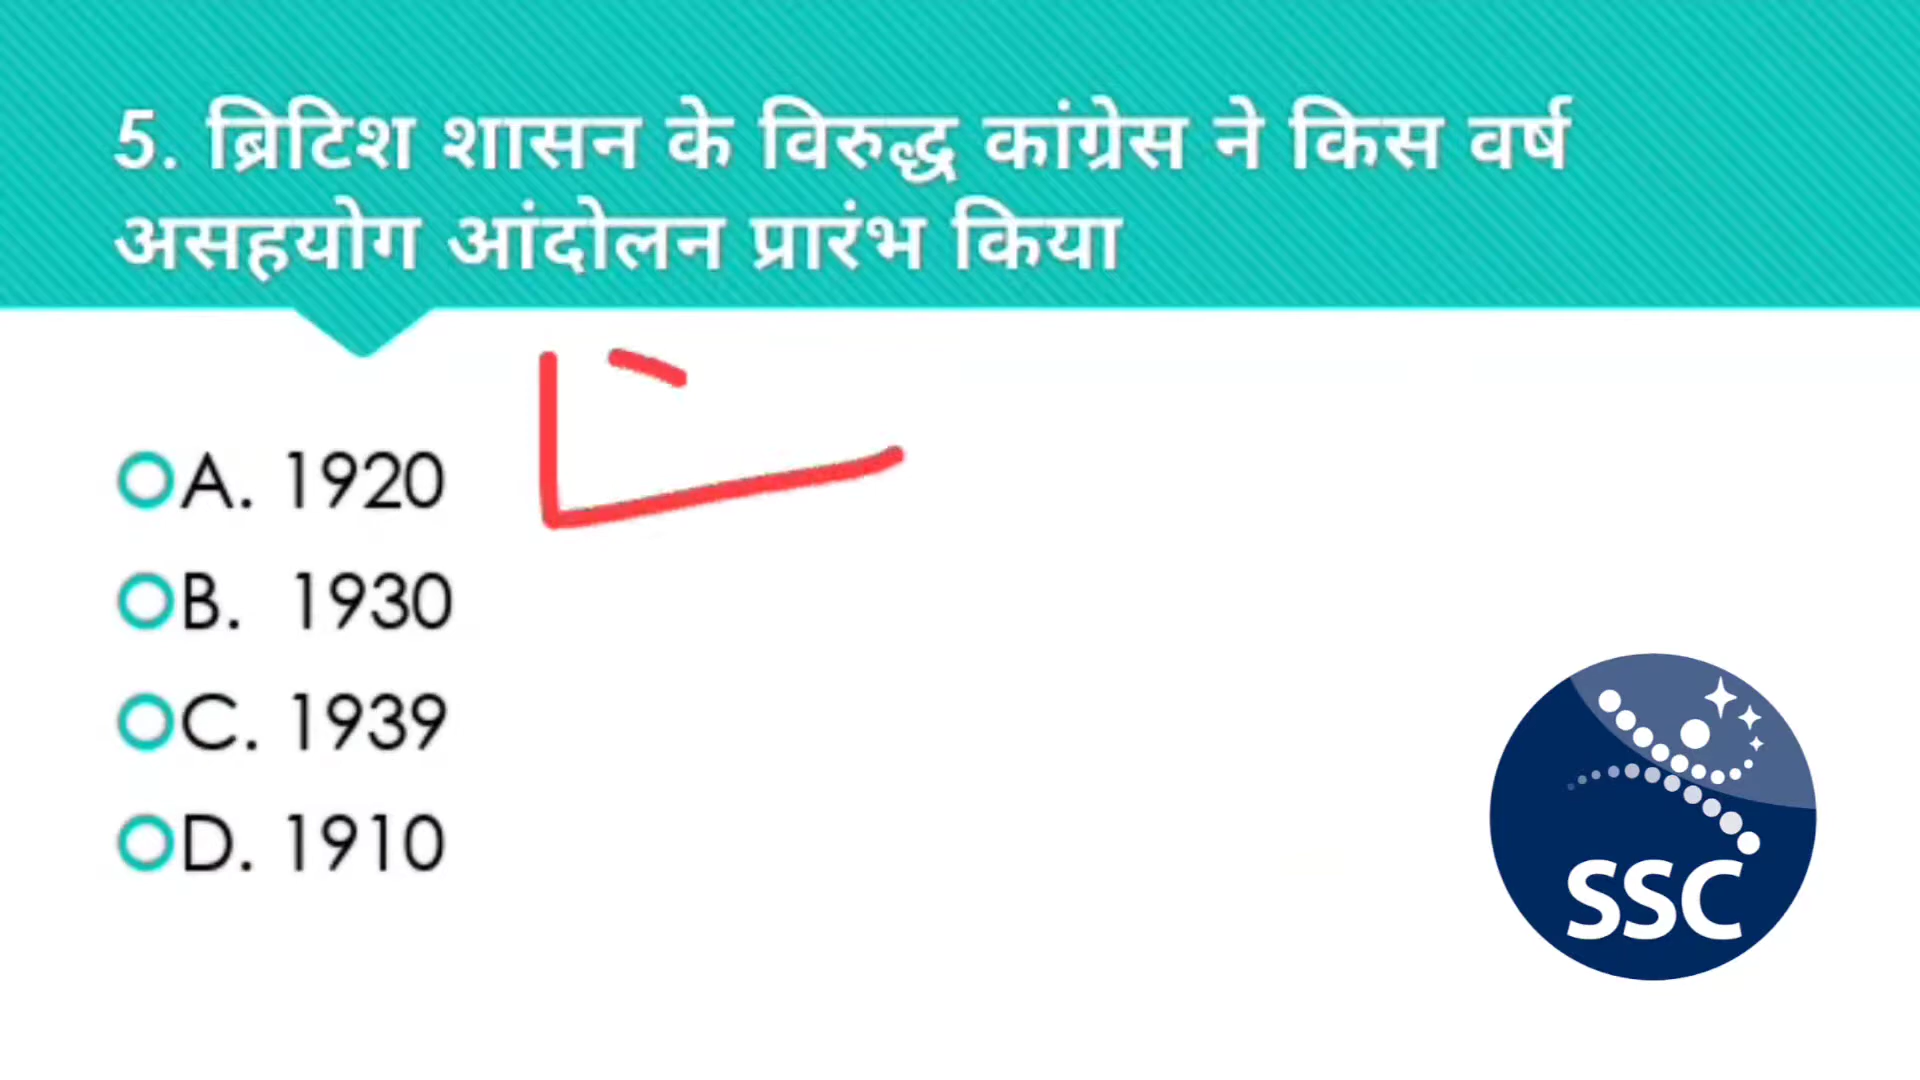 5. ब्रिटिश शासन के विरुद्ध कांग्रेस ने किस वर्ष
असहयोग आंदोलन प्रारंभ किया
A. 1920
B. 1930
C. 1939
D. 1910
SSC